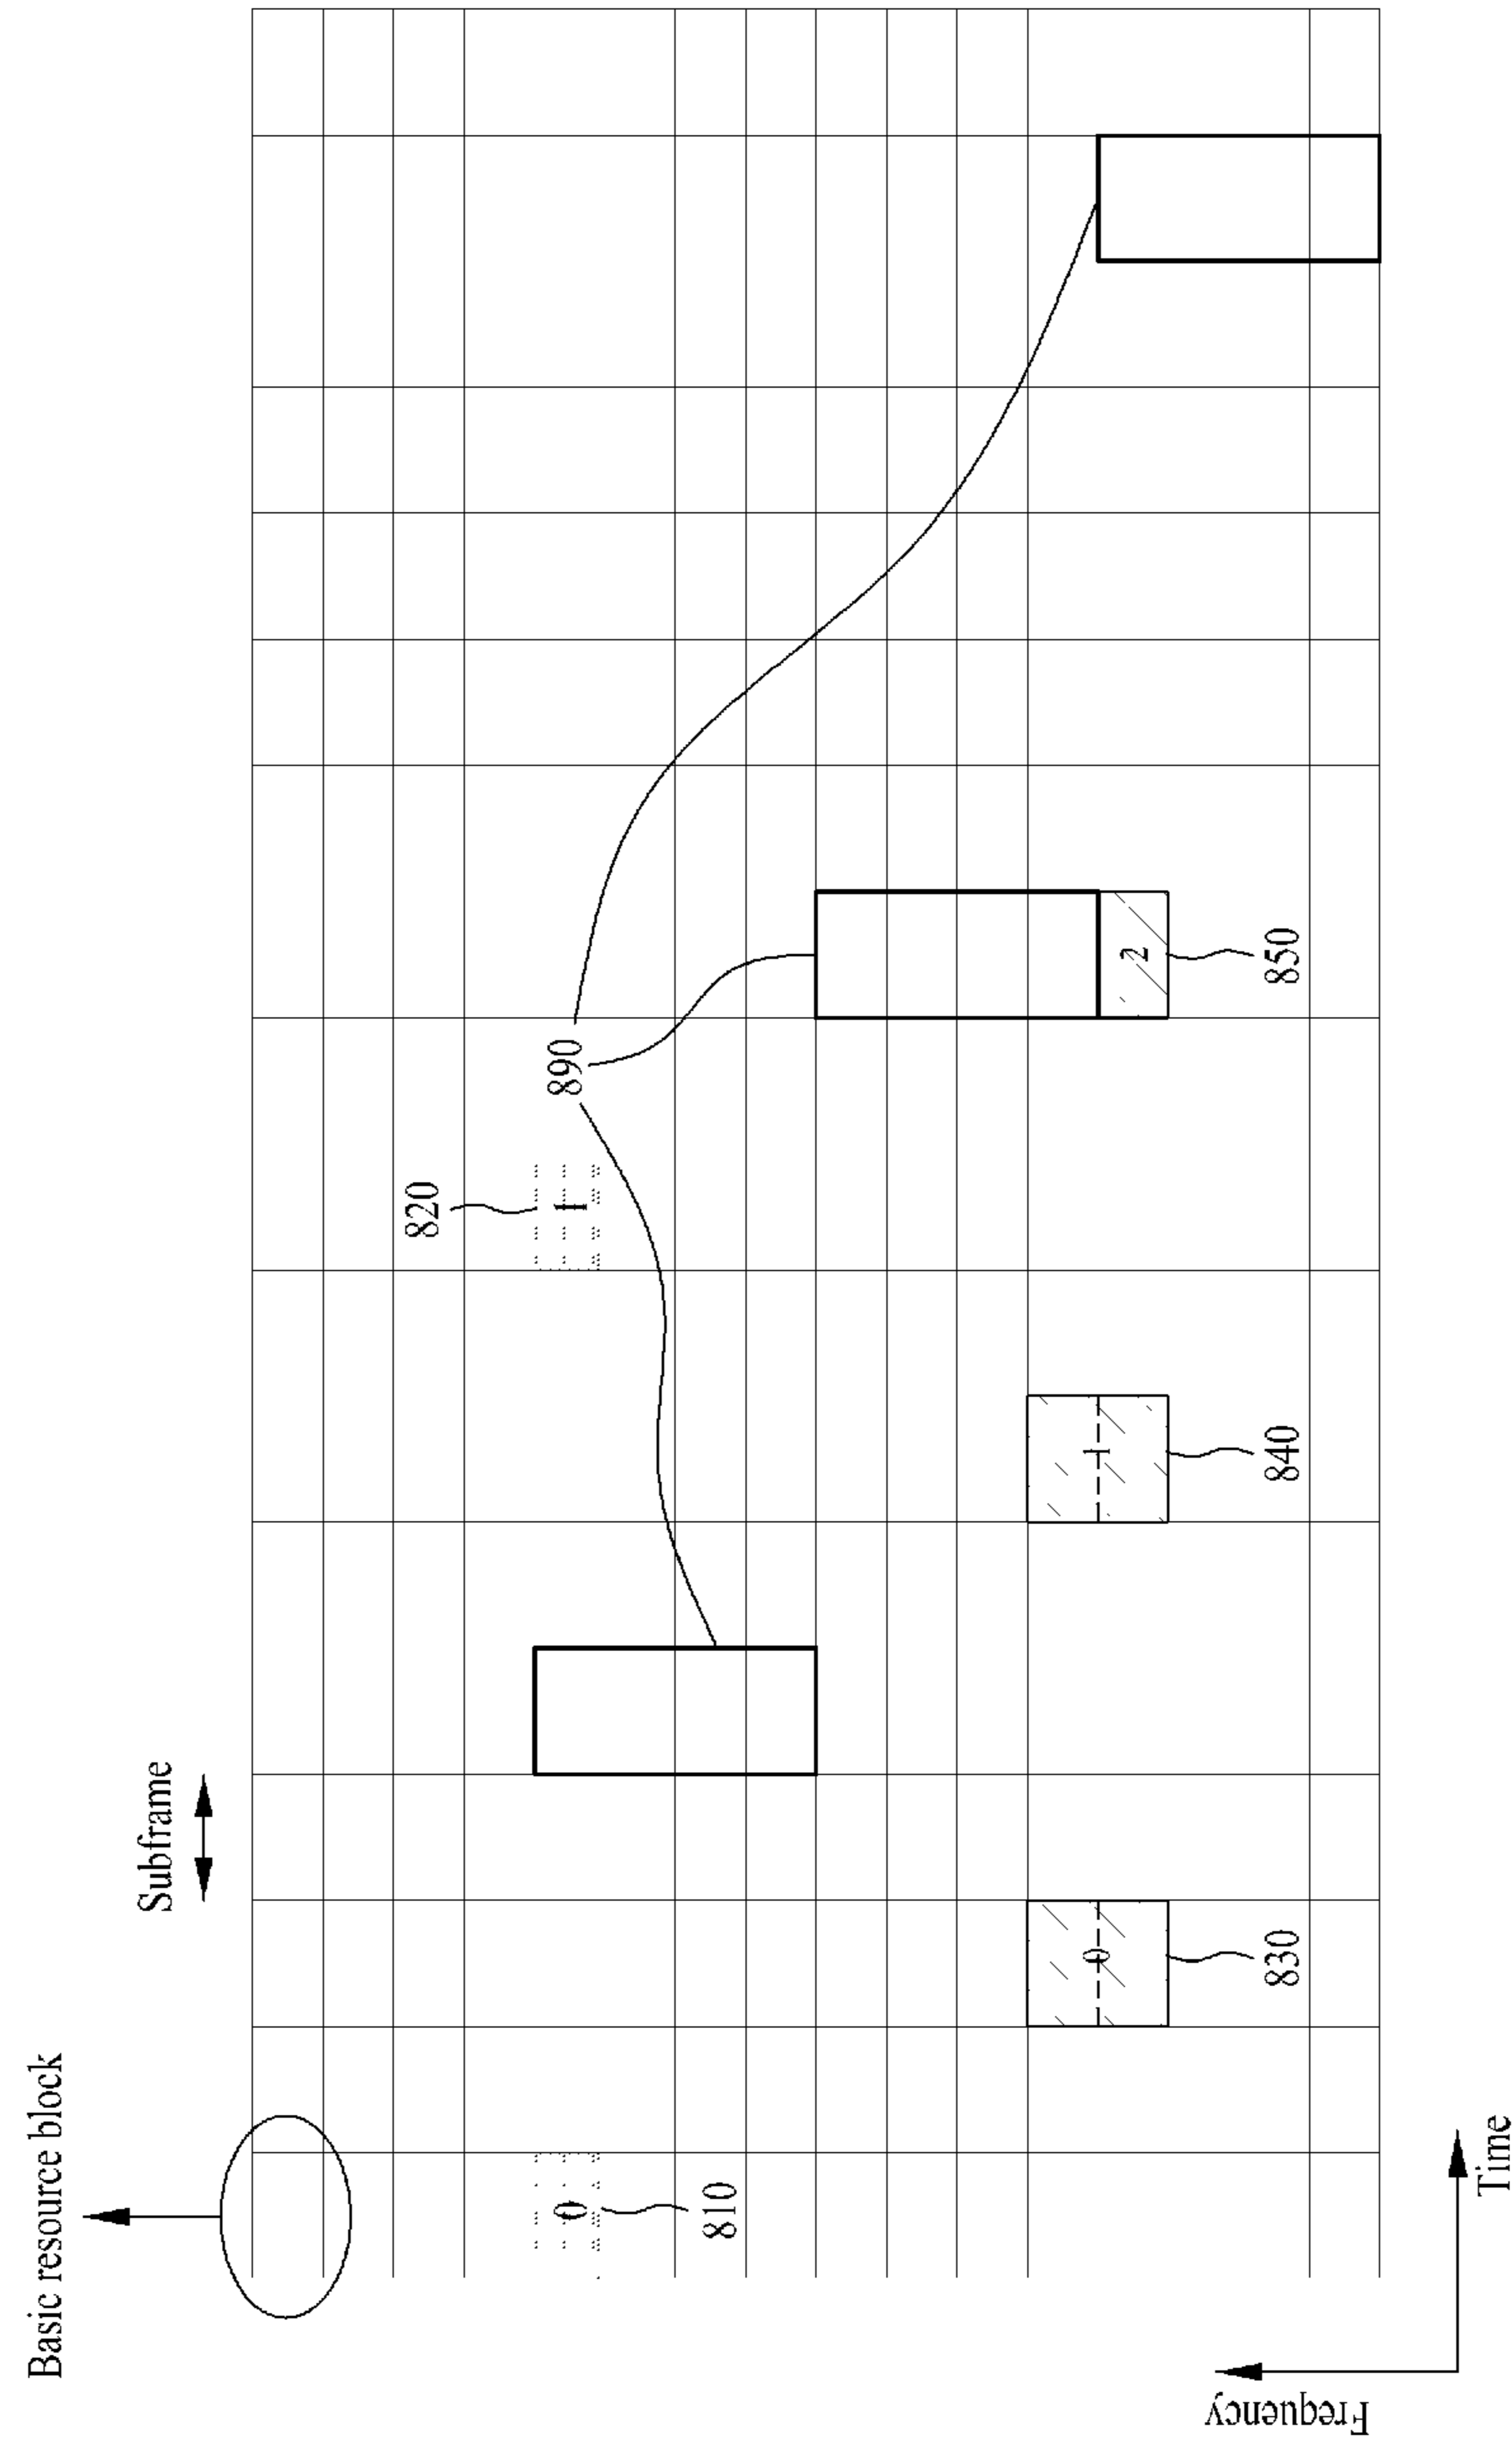 Basic resource block
Subframe
820
0
1
890
810
0
1
2
830
840
850
Frequency
Time